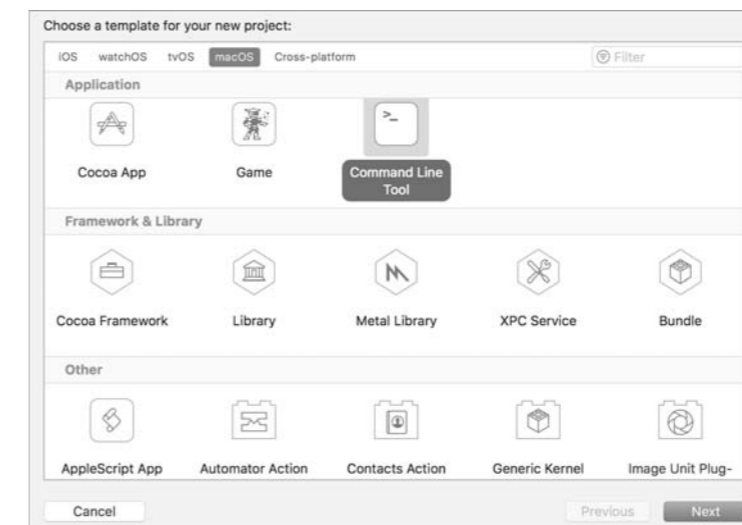 Choose a template for your new project:
iOS watchOS tvOS macOS Cross-platform Filter
Application
>_
Cocoa App Game Command Line
Tool
Framework & Library
Cocoa Framework Library Metal Library XPC Service Bundle
Other
AppleScript App Automator Action Contacts Action Generic Kernel Image Unit Plug-
Cancel Previous Next